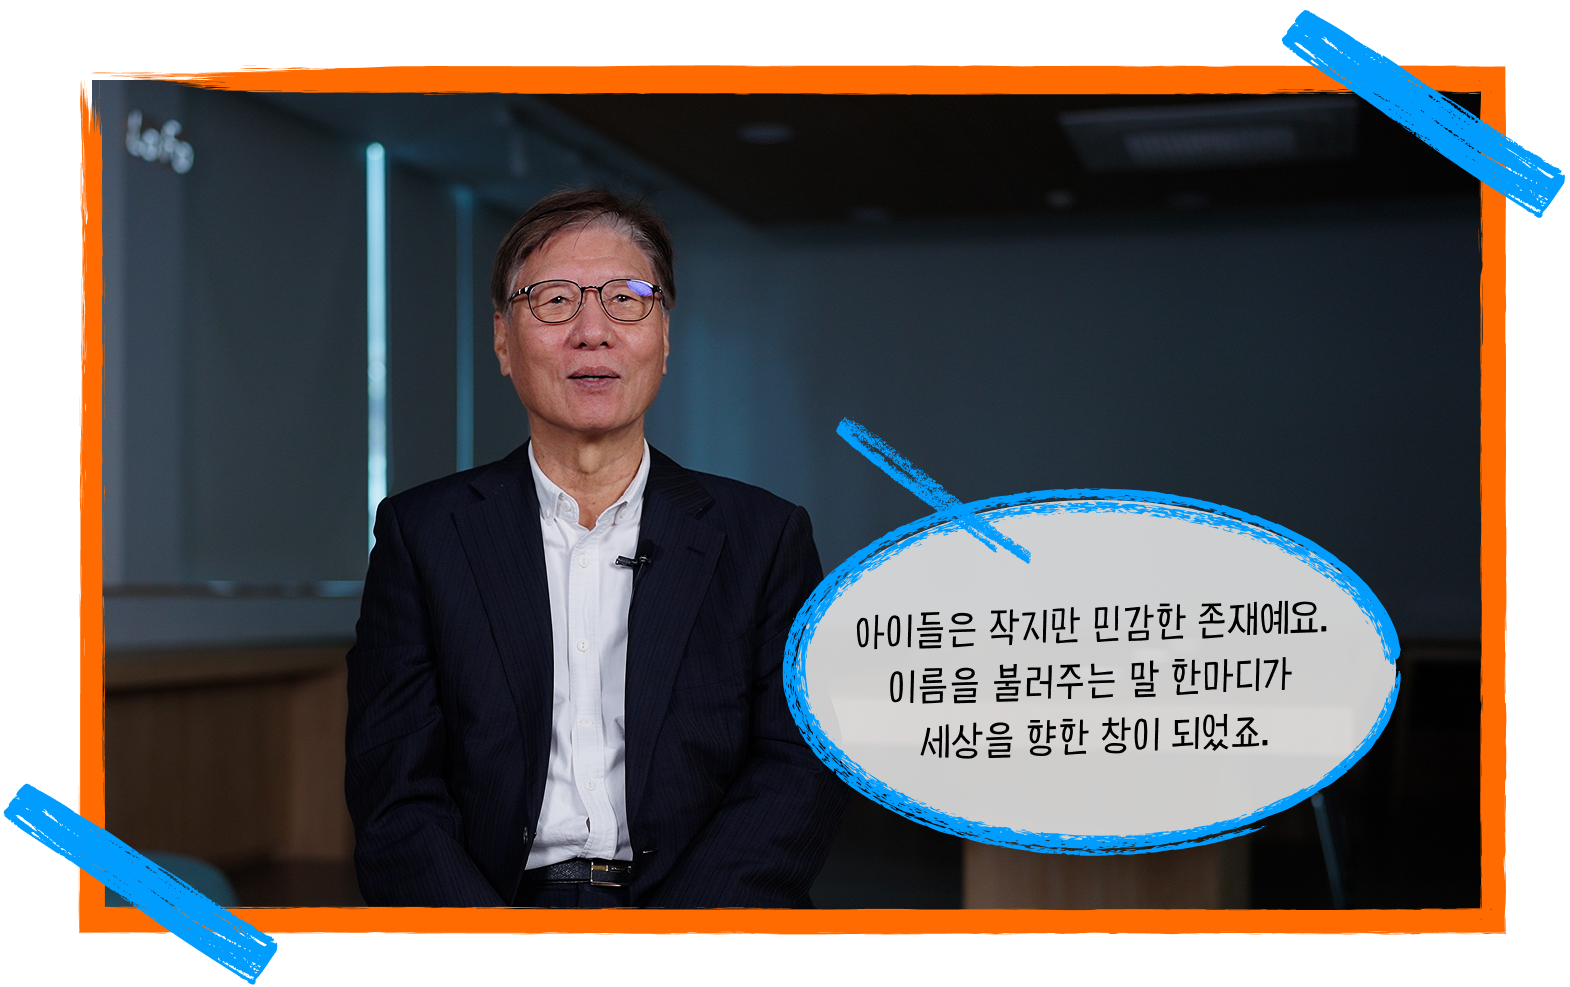 아이들은 작지만 민감한 존재예요.
이름을 불러주는 말 한마디가
세상을 향한 창이 되었죠.